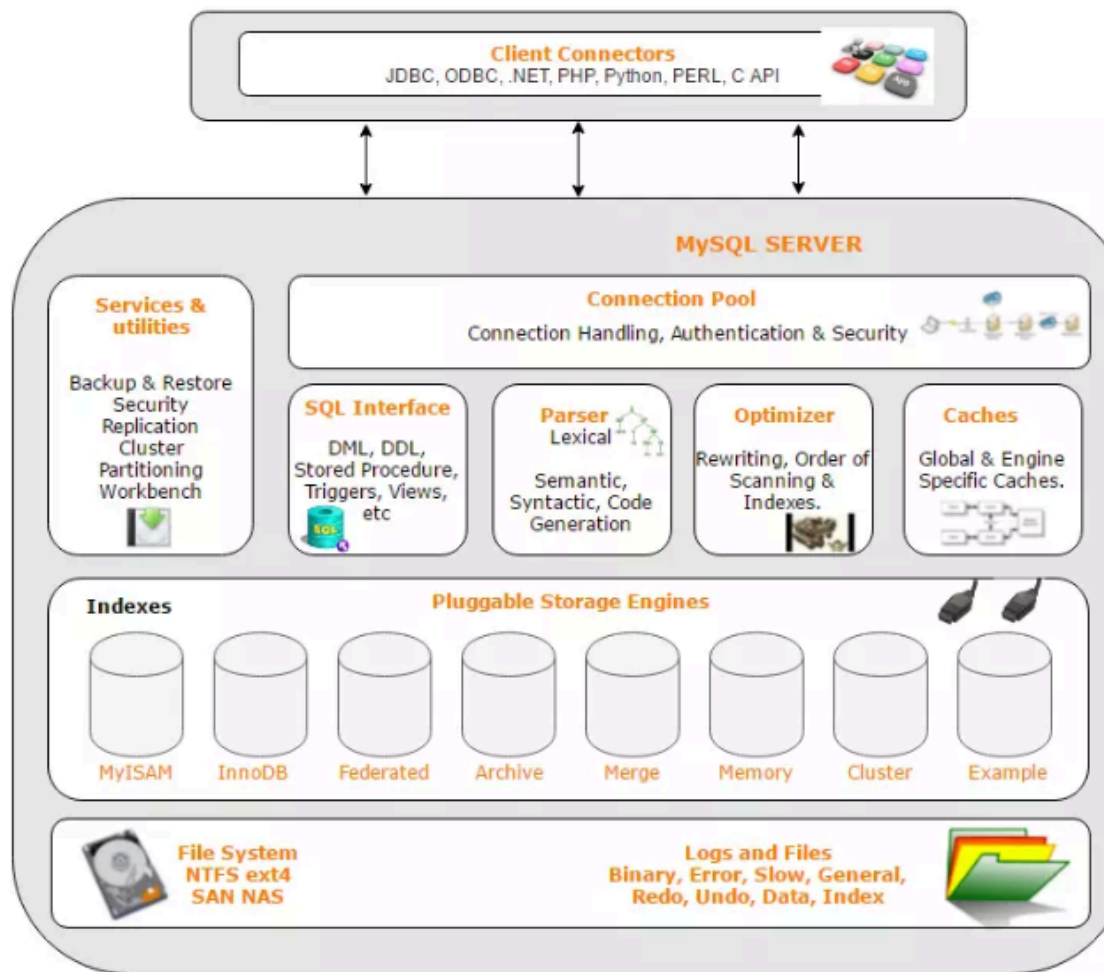 Client Connectors
JDBC, ODBC, .NET, PHP, Python, PERL, C API
APP
MySQL SERVER
Services &
utilities
Backup & Restore
Security
Replication
Cluster
Partitioning
Workbench
Connection Pool
Connection Handling, Authentication & Security
SQL Interface
DML, DDL,
Stored Procedure,
Triggers, Views,
etc
SQL
Parser
Lexical
Semantic,
Syntactic, Code
Generation
Optimizer
Rewriting, Order of
Scanning &
Indexes.
Caches
Global & Engine
Specific Caches.
Indexes
Pluggable Storage Engines
MyISAM
InnoDB
Federated
Archive
Merge
Memory
Cluster
Example
File System
NTFS ext4
SAN NAS
Logs and Files
Binary, Error, Slow, General,
Redo, Undo, Data, Index